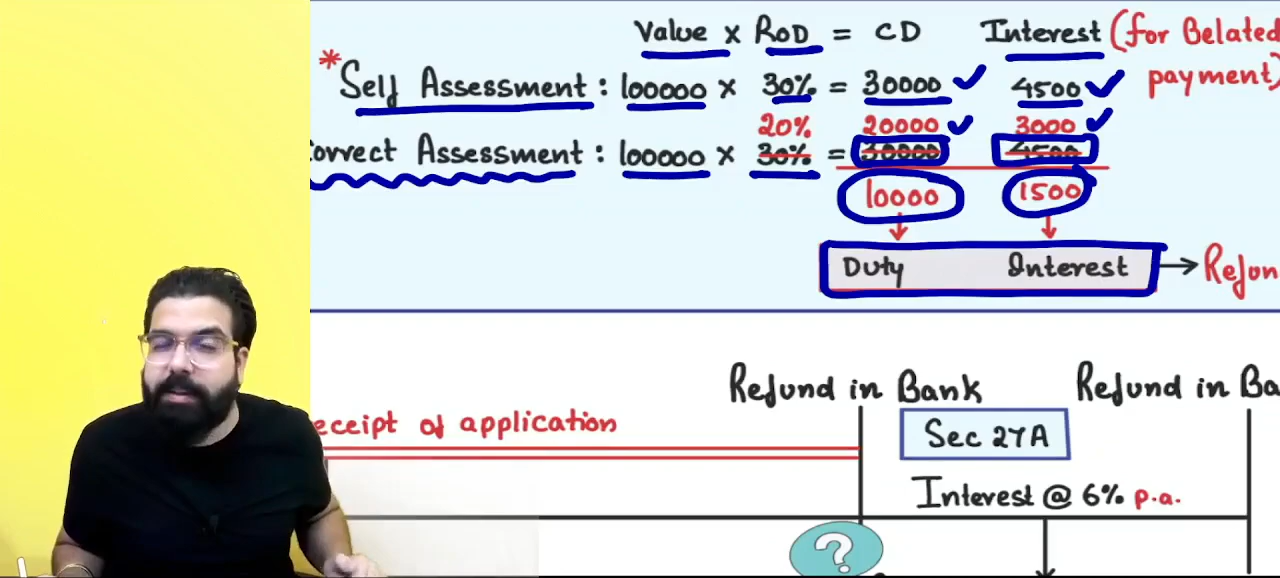 Value x RoD = CD Interest (for Belated
payment)
*Self Assessment : 100000 x 30% = 30000 4500
20% 20000 3000
orrect Assessment : 100000 x 30% = 30000 4500
10000 1500
Duty Interest → Refun
Refund in Bank Refund in Ba
eceipt of application
Sec 27A
Interest @ 6% p.a.
?